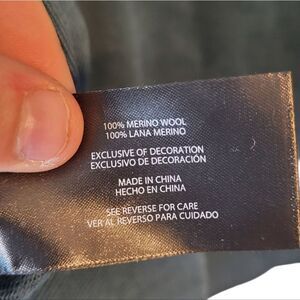 100% MERINO WOOL
100% LANA MERINO
EXCLUSIVE OF DECORATION
EXCLUSIVO DE DECORACIÓN
MADE IN CHINA
HECHO EN CHINA
SEE REVERSE FOR CARE
VER AL REVERSO PARA CUIDADO